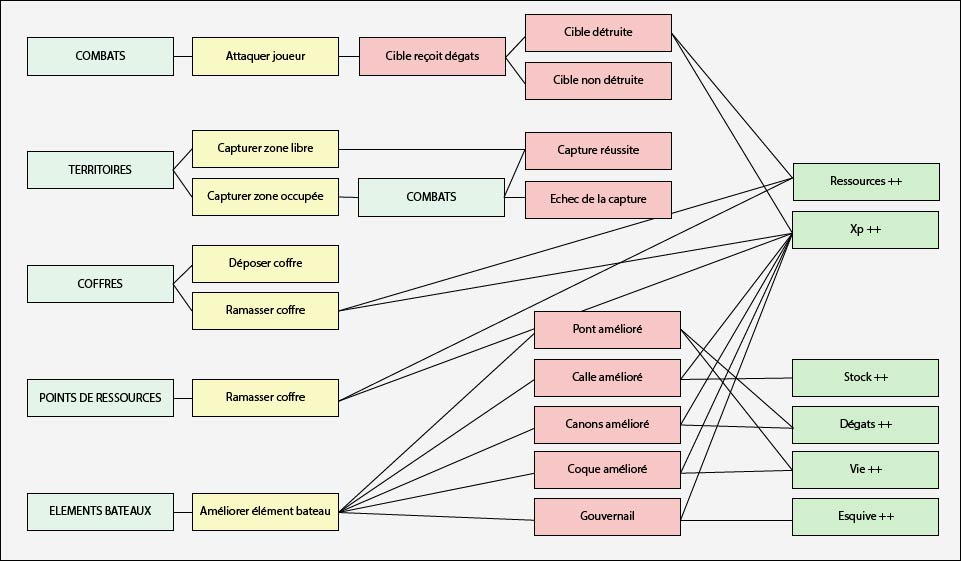 COMBATS
Attaquer joueur
Cible reçoit dégats
Cible détruite
Cible non détruite
TERRITOIRES
Capturer zone libre
Capturer zone occupée
COMBATS
Capture réussite
Echec de la capture
Ressources ++
Xp ++
COFFRES
Déposer coffre
Ramasser coffre
POINTS DE RESSOURCES
Ramasser coffre
Pont amélioré
Calle amélioré
Canons amélioré
Coque amélioré
Gouvernail
Stock ++
Dégats ++
Vie ++
Esquive ++
ELEMENTS BATEAUX
Améliorer élément bateau